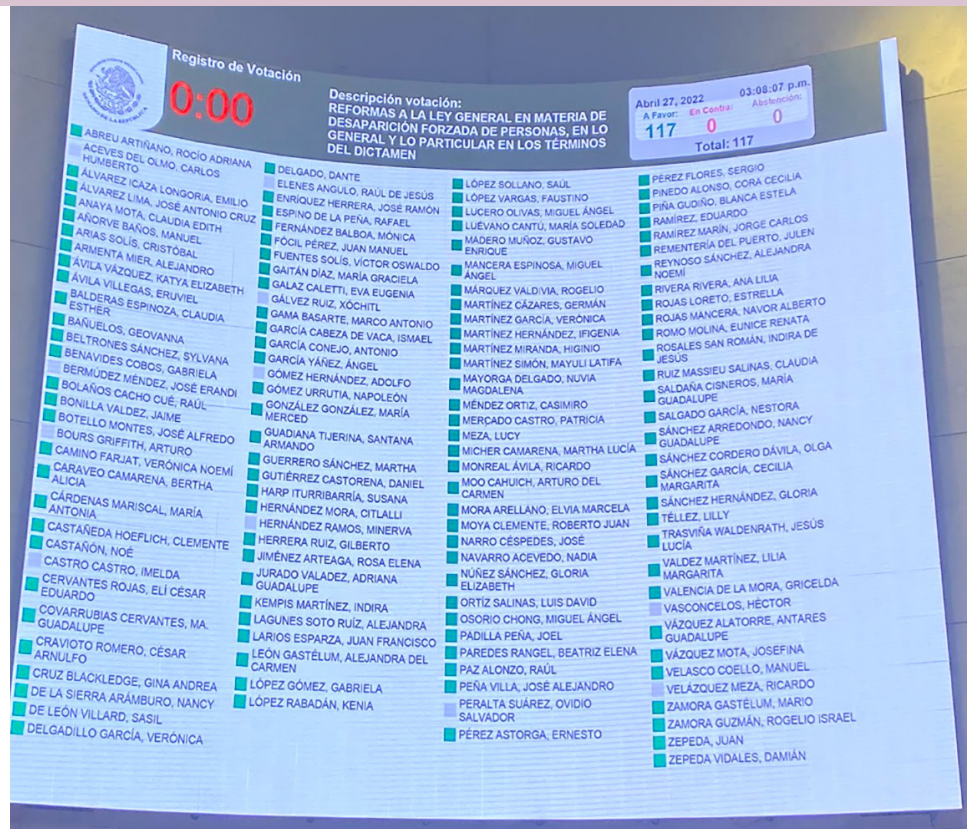 Registro de Votación
0:00
Descripción votación:
REFORMAS A LA LEY GENERAL EN MATERIA DE
DESAPARICIÓN FORZADA DE PERSONAS, EN LO
GENERAL Y LO PARTICULAR EN LOS TÉRMINOS
DEL DICTAMEN
Abril 27, 2022 03:08:07 p.m.
A Favor: En Contra: Abstención:
117 0 0
Total: 117
ABREU ARTIÑANO, ROCÍO ADRIANA
ACEVES DEL OLMO, CARLOS
HUMBERTO
ÁLVAREZ ICAZA LONGORIA, EMILIO
ÁLVAREZ LIMA, JOSÉ ANTONIO CRUZ
ANAYA MOTA, CLAUDIA EDITH
AÑORVE BAÑOS, MANUEL
ARIAS SOLÍS, CRISTÓBAL
ARMENTA MIER, ALEJANDRO
ÁVILA VÁZQUEZ, KATYA ELIZABETH
ÁVILA VILLEGAS, ERUVIEL
BALDERAS ESPINOZA, CLAUDIA
ESTHER
BAÑUELOS, GEOVANNA
BELTRONES SÁNCHEZ, SYLVANA
BENAVIDES COBOS, GABRIELA
BERMÚDEZ MÉNDEZ, JOSÉ ERANDI
BOLAÑOS CACHO CUÉ, RAÚL
BONILLA VALDEZ, JAIME
BOTELLO MONTES, JOSÉ ALFREDO
BOURS GRIFFITH, ARTURO
CAMINO FARJAT, VERÓNICA NOEMÍ
CARAVEO CAMARENA, BERTHA
ALICIA
CÁRDENAS MARISCAL, MARÍA
ANTONIA
CASTAÑEDA HOEFLICH, CLEMENTE
CASTAÑÓN, NOÉ
CASTRO CASTRO, IMELDA
CERVANTES ROJAS, ELÍ CÉSAR
EDUARDO
COVARRUBIAS CERVANTES, MA.
GUADALUPE
CRAVIOTO ROMERO, CÉSAR
ARNULFO
CRUZ BLACKLEDGE, GINA ANDREA
DE LA SIERRA ARÁMBURO, NANCY
DE LEÓN VILLARD, SASIL
DELGADILLO GARCÍA, VERÓNICA
DELGADO, DANTE
ELENES ANGULO, RAÚL DE JESÚS
ENRÍQUEZ HERRERA, JOSÉ RAMÓN
ESPINO DE LA PEÑA, RAFAEL
FERNÁNDEZ BALBOA, MÓNICA
FÓCIL PÉREZ, JUAN MANUEL
FUENTES SOLÍS, VÍCTOR OSWALDO
GAITÁN DÍAZ, MARÍA GRACIELA
GALAZ CALETTI, EVA EUGENIA
GÁLVEZ RUIZ, XÓCHITL
GAMA BASARTE, MARCO ANTONIO
GARCÍA CABEZA DE VACA, ISMAEL
GARCÍA CONEJO, ANTONIO
GARCÍA YÁÑEZ, ÁNGEL
GÓMEZ HERNÁNDEZ, ADOLFO
GÓMEZ URRUTIA, NAPOLEÓN
GONZÁLEZ GONZÁLEZ, MARÍA
MERCED
GUADIANA TIJERINA, SANTANA
ARMANDO
GUERRERO SÁNCHEZ, MARTHA
GUTIÉRREZ CASTORENA, DANIEL
HARP ITURRIBARRÍA, SUSANA
HERNÁNDEZ MORA, CITLALLI
HERNÁNDEZ RAMOS, MINERVA
HERRERA RUIZ, GILBERTO
JIMÉNEZ ARTEAGA, ROSA ELENA
JURADO VALADEZ, ADRIANA
GUADALUPE
KEMPIS MARTÍNEZ, INDIRA
LAGUNES SOTO RUÍZ, ALEJANDRA
LARIOS ESPARZA, JUAN FRANCISCO
LEÓN GASTÉLUM, ALEJANDRA DEL
CARMEN
LÓPEZ GÓMEZ, GABRIELA
LÓPEZ RABADÁN, KENIA
LÓPEZ SOLLANO, SAÚL
LÓPEZ VARGAS, FAUSTINO
LUCERO OLIVAS, MIGUEL ÁNGEL
LUÉVANO CANTÚ, MARÍA SOLEDAD
MADERO MUÑOZ, GUSTAVO
ENRIQUE
MANCERA ESPINOSA, MIGUEL
ÁNGEL
MÁRQUEZ VALDIVIA, ROGELIO
MARTÍNEZ CÁZARES, GERMÁN
MARTÍNEZ GARCÍA, VERÓNICA
MARTÍNEZ HERNÁNDEZ, IFIGENIA
MARTÍNEZ MIRANDA, HIGINIO
MARTÍNEZ SIMÓN, MAYULI LATIFA
MAYORGA DELGADO, NUVIA
MAGDALENA
MÉNDEZ ORTIZ, CASIMIRO
MERCADO CASTRO, PATRICIA
MEZA, LUCY
MICHER CAMARENA, MARTHA LUCÍA
MONREAL ÁVILA, RICARDO
MOO CAHUICH, ARTURO DEL
CARMEN
MORA ARELLANO, ELVIA MARCELA
MOYA CLEMENTE, ROBERTO JUAN
NARRO CÉSPEDES, JOSÉ
NAVARRO ACEVEDO, NADIA
NÚÑEZ SÁNCHEZ, GLORIA
ELIZABETH
ORTÍZ SALINAS, LUIS DAVID
OSORIO CHONG, MIGUEL ÁNGEL
PADILLA PEÑA, JOEL
PAREDES RANGEL, BEATRIZ ELENA
PAZ ALONZO, RAÚL
PEÑA VILLA, JOSÉ ALEJANDRO
PERALTA SUÁREZ, OVIDIO
SALVADOR
PÉREZ ASTORGA, ERNESTO
PÉREZ FLORES, SERGIO
PINEDO ALONSO, CORA CECILIA
PIÑA GUDIÑO, BLANCA ESTELA
RAMÍREZ, EDUARDO
RAMÍREZ MARÍN, JORGE CARLOS
REMENTERÍA DEL PUERTO, JULEN
REYNOSO SÁNCHEZ, ALEJANDRA
NOEMÍ
RIVERA RIVERA, ANA LILIA
ROJAS LORETO, ESTRELLA
ROJAS MANCERA, NAVOR ALBERTO
ROMO MOLINA, EUNICE RENATA
ROSALES SAN ROMÁN, INDIRA DE
JESÚS
RUIZ MASSIEU SALINAS, CLAUDIA
SALDAÑA CISNEROS, MARÍA
GUADALUPE
SALGADO GARCÍA, NESTORA
SÁNCHEZ ARREDONDO, NANCY
GUADALUPE
SÁNCHEZ CORDERO DÁVILA, OLGA
SÁNCHEZ GARCÍA, CECILIA
MARGARITA
SÁNCHEZ HERNÁNDEZ, GLORIA
TÉLLEZ, LILLY
TRASVIÑA WALDENRATH, JESÚS
LUCÍA
VALDEZ MARTÍNEZ, LILIA
MARGARITA
VALENCIA DE LA MORA, GRICELDA
VASCONCELOS, HÉCTOR
VÁZQUEZ ALATORRE, ANTARES
GUADALUPE
VÁZQUEZ MOTA, JOSEFINA
VELASCO COELLO, MANUEL
VELÁZQUEZ MEZA, RICARDO
ZAMORA GASTÉLUM, MARIO
ZAMORA GUZMÁN, ROGELIO ISRAEL
ZEPEDA, JUAN
ZEPEDA VIDALES, DAMIÁN